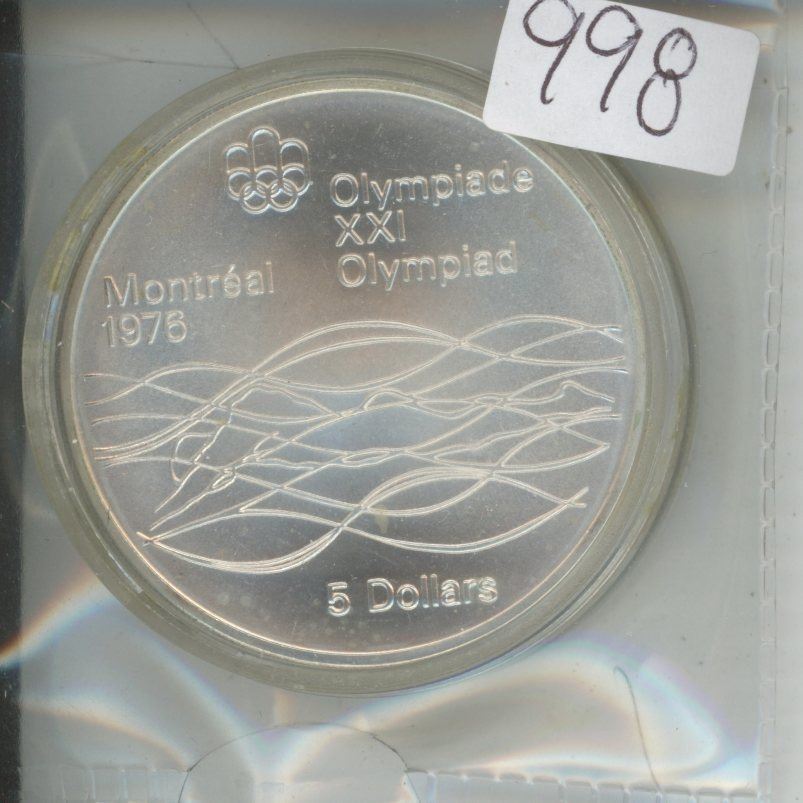 998
Olympiade
XXI
Olympiad
Montréal
1976
5 Dollars